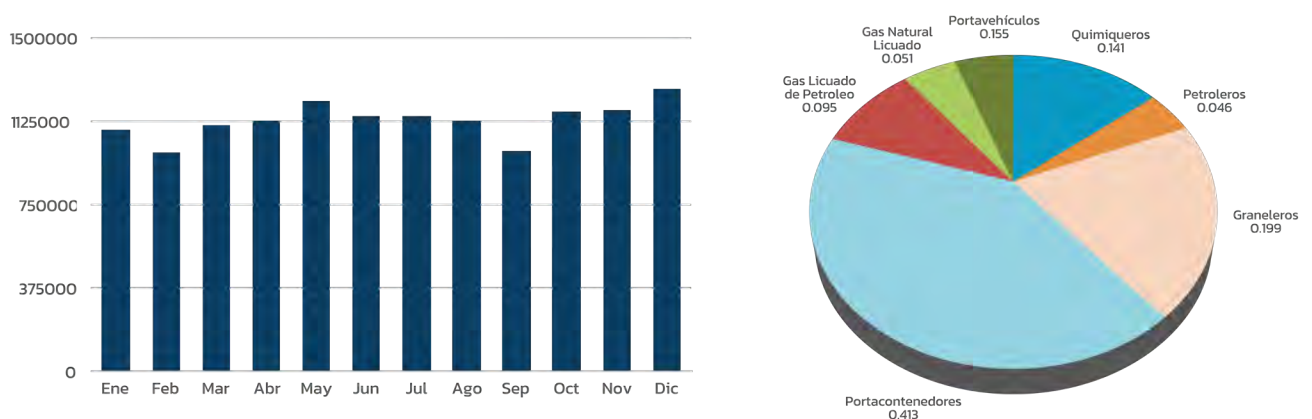 1500000
1125000
750000
375000
0
Ene Feb Mar Abr May Jun Jul Ago Sep Oct Nov Dic
Portavehículos
0.155
Quimiqueros
0.141
Gas Natural
Licuado
0.051
Petroleros
0.046
Gas Licuado
de Petroleo
0.095
Graneleros
0.199
Portacontenedores
0.413